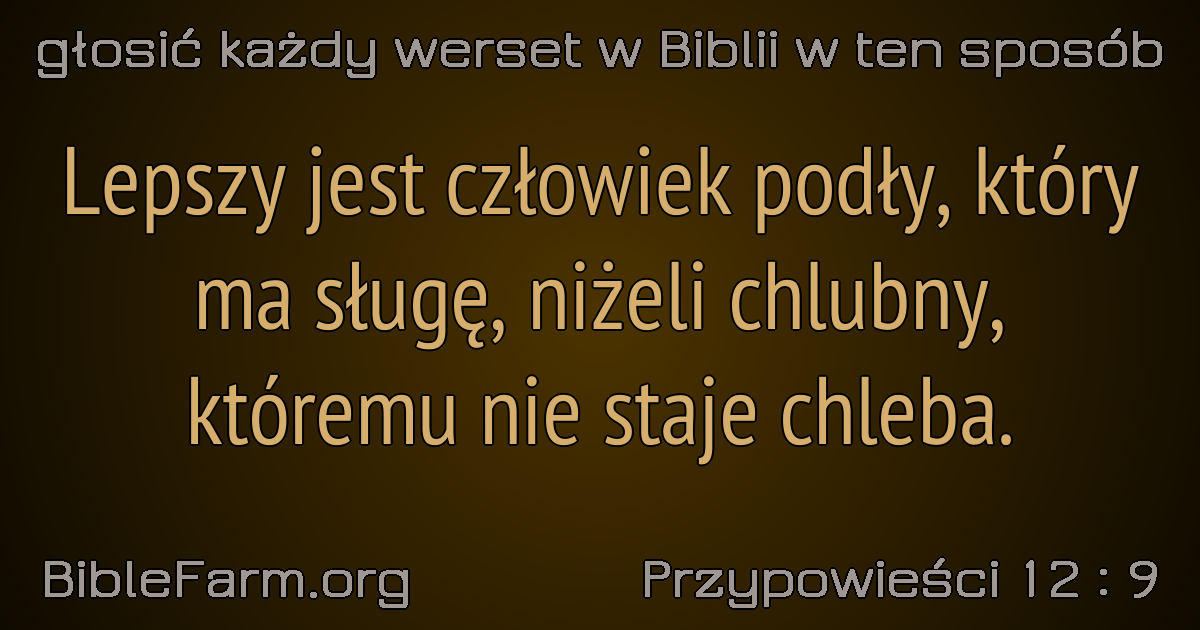 głosić każdy werset w Biblii w ten sposób
Lepszy jest człowiek podły, który
ma sługę, niżeli chlubny,
któremu nie staje chleba.
BibleFarm.org
Przypowieści 12 : 9